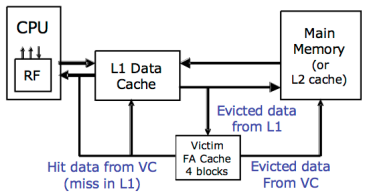 CPU
RF
L1 Data
Cache
Main
Memory
(or
L2 cache)
Evicted data
from L1
Victim
FA Cache
4 blocks
Hit data from VC
(miss in L1)
Evicted data
From VC